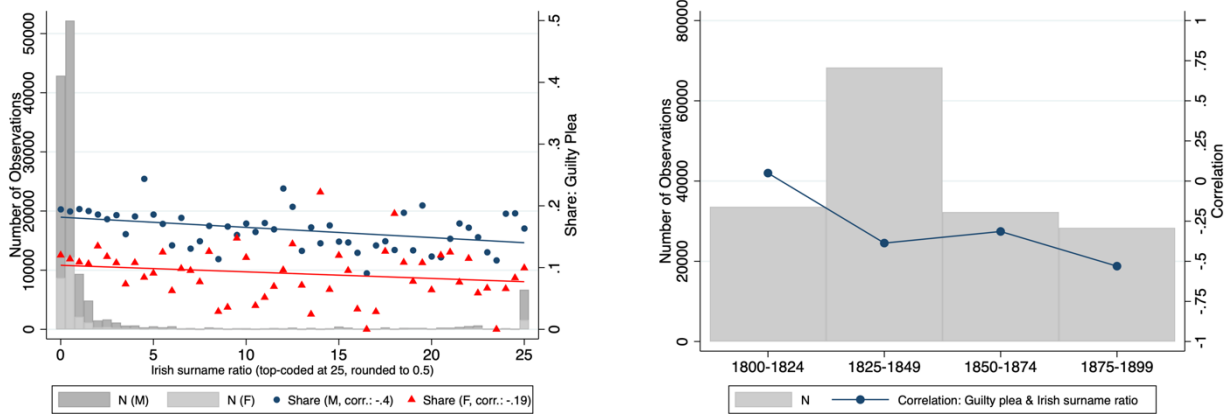 Number of Observations
50000
40000
30000
20000
10000
0
.5
.4
.3
.2
.1
0
Share: Guilty Plea
0 5 10 15 20 25
Irish surname ratio (top-coded at 25, rounded to 0.5)
N (M) N (F) Share (M, corr.: -.4) Share (F, corr.: -.19)
Number of Observations
80000
60000
40000
20000
0
1
.75
.5
.25
0
-.25
-.5
-.75
-1
Correlation
1800-1824 1825-1849 1850-1874 1875-1899
N Correlation: Guilty plea & Irish surname ratio